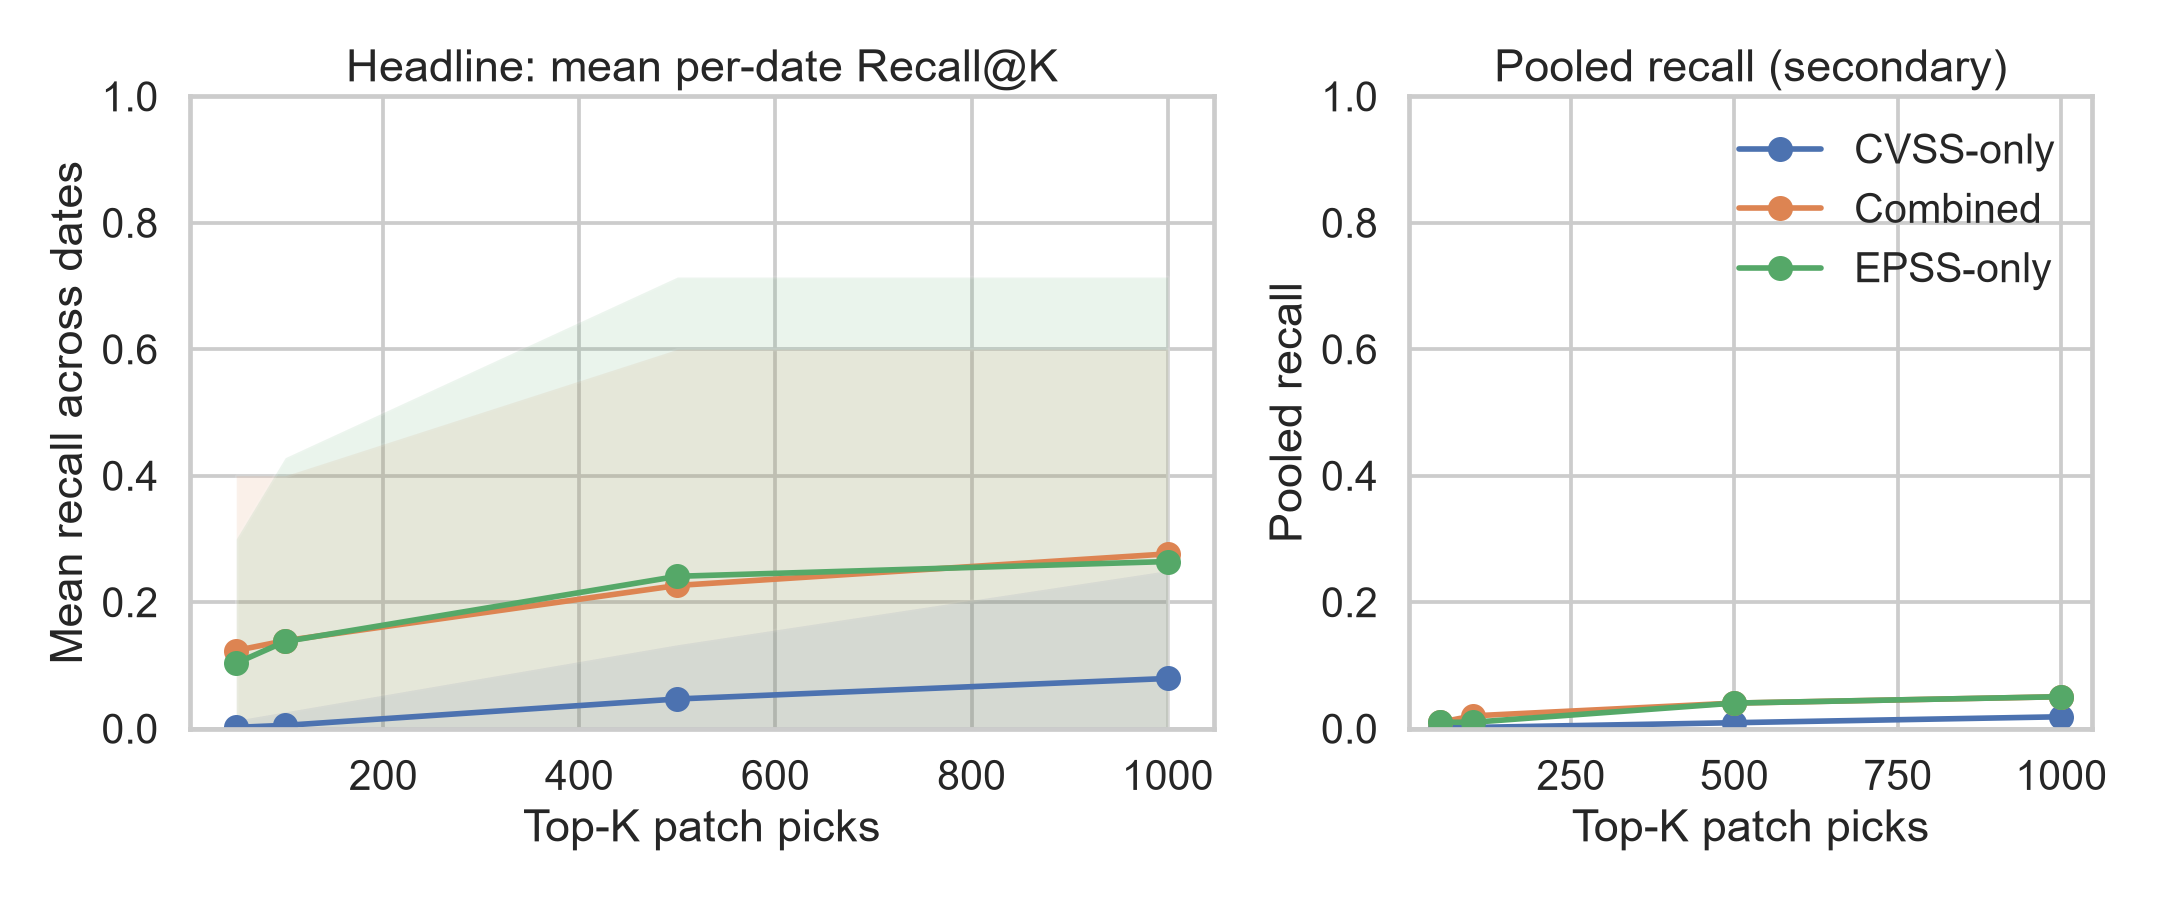 Headline: mean per-date Recall@K
Mean recall across dates
1.0
0.8
0.6
0.4
0.2
0.0
200 400 600 800 1000
Top-K patch picks
Pooled recall (secondary)
Pooled recall
1.0
0.8
0.6
0.4
0.2
0.0
CVSS-only
Combined
EPSS-only
250 500 750 1000
Top-K patch picks